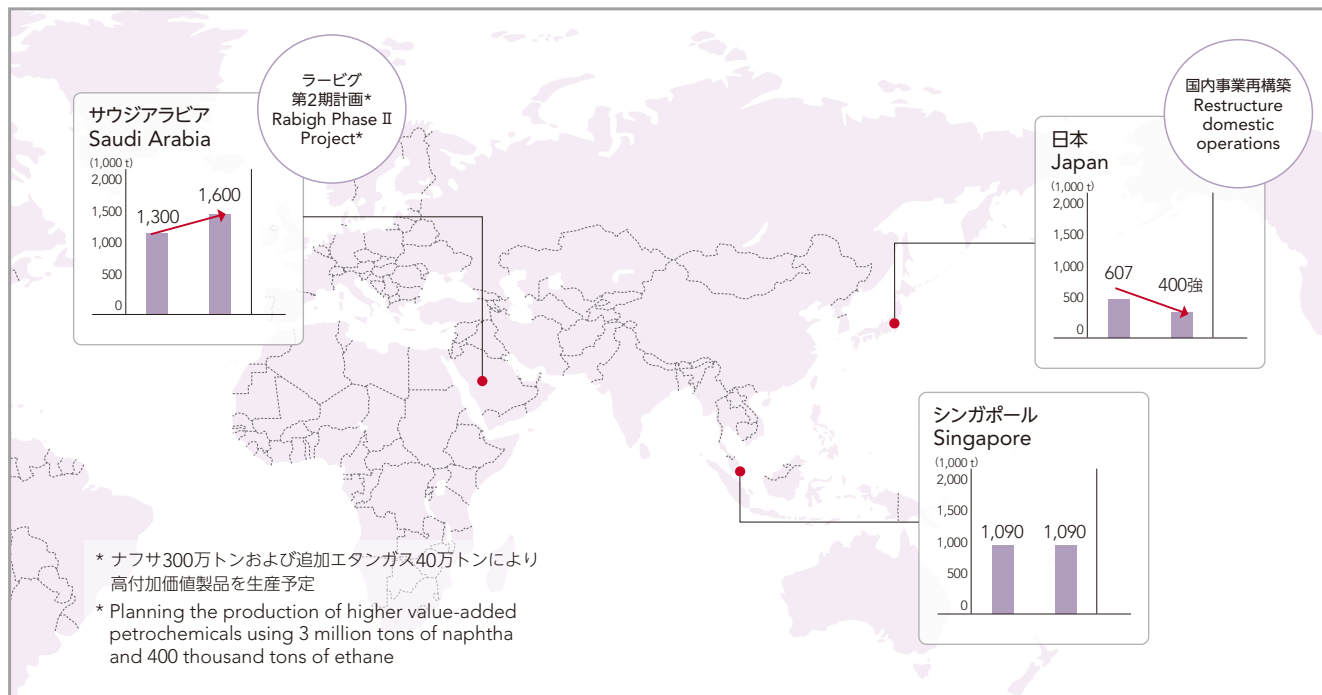 ラービグ
第2期計画*
Rabigh Phase Ⅱ
Project*
サウジアラビア
Saudi Arabia
(1,000 t)
2,000
1,500
1,000
500
0
1,300
1,600
国内事業再構築
Restructure
domestic
operations
日本
Japan
(1,000 t)
2,000
1,500
1,000
500
0
607
400強
シンガポール
Singapore
(1,000 t)
2,000
1,500
1,000
500
0
1,090
1,090
* ナフサ300万トンおよび追加エタンガス40万トンにより
高付加価値製品を生産予定
* Planning the production of higher value-added
petrochemicals using 3 million tons of naphtha
and 400 thousand tons of ethane